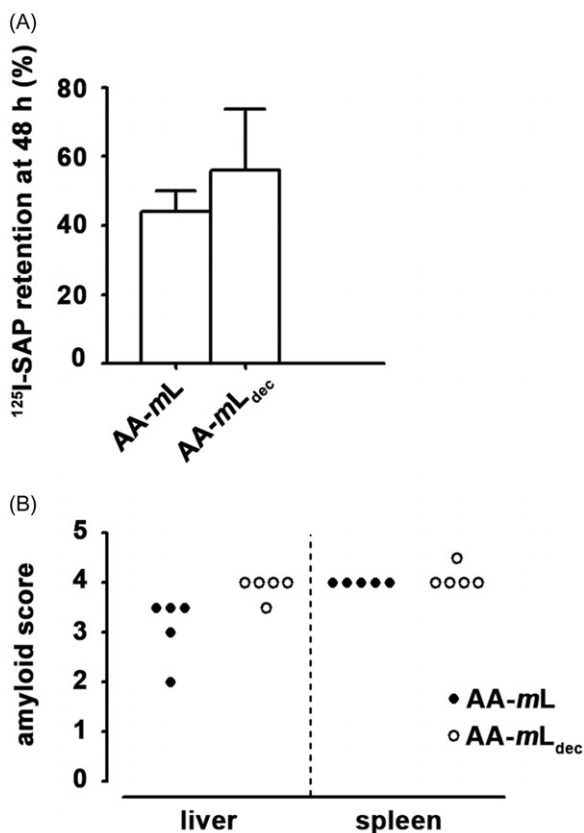 (A)
¹²⁵I-SAP retention at 48 h (%)
80
60
40
20
0
AA-mL
AA-mLdec
(B)
amyloid score
5
4
3
2
1
0
AA-mL
AA-mLdec
liver
spleen